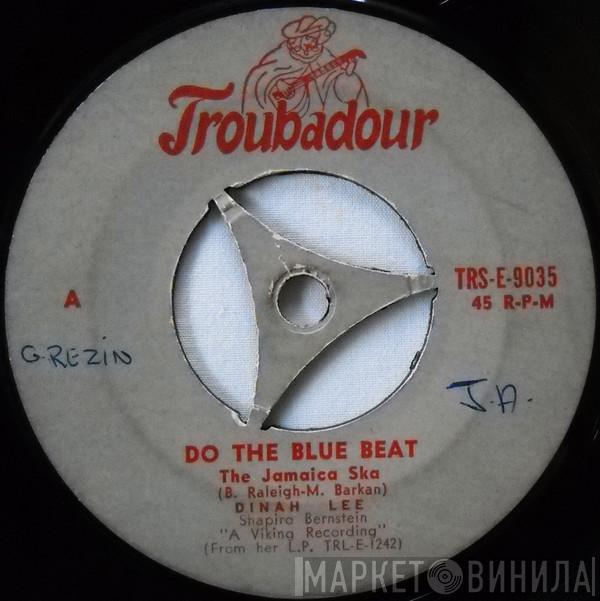 Troubadour
TRS-E-9035
45 R-P-M
A
G. REZIN
J.A.
DO THE BLUE BEAT
The Jamaica Ska
(B. Raleigh-M. Barkan)
DINAH LEE
Shapiro Bernstein
"A Viking Recording"
(From her L.P. TRL-E-1242)
МАРКЕТ ВИНИЛА